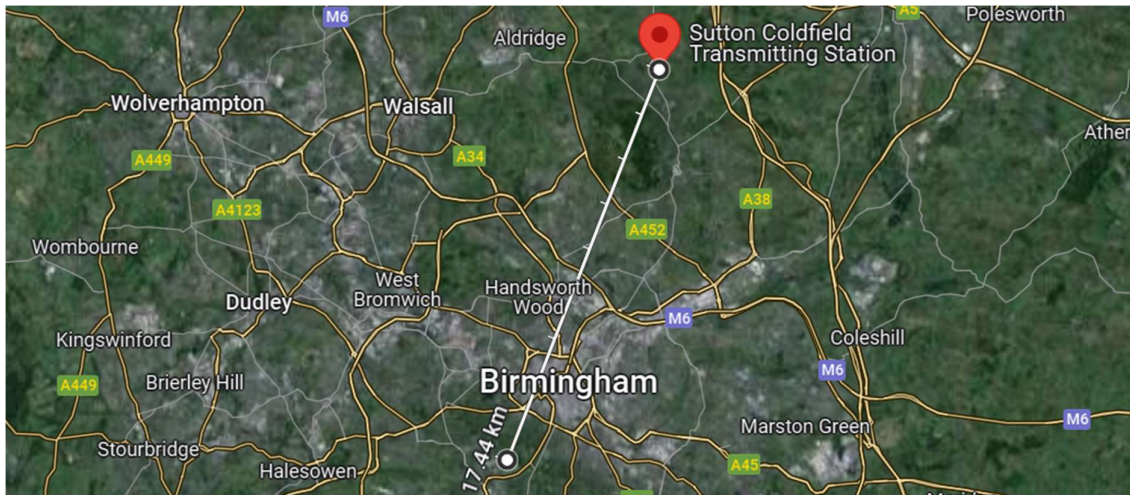 M6
A5
Polesworth
Aldridge
Sutton Coldfield
Transmitting Station
Wolverhampton
Walsall
Ather
A449
A34
A4123
A38
A452
Wombourne
West
Bromwich
Handsworth
Wood
Dudley
M6
Kingswinford
Coleshill
M6
A449
Brierley Hill
Birmingham
M6
17.44 km
Marston Green
Stourbridge
Halesowen
A45